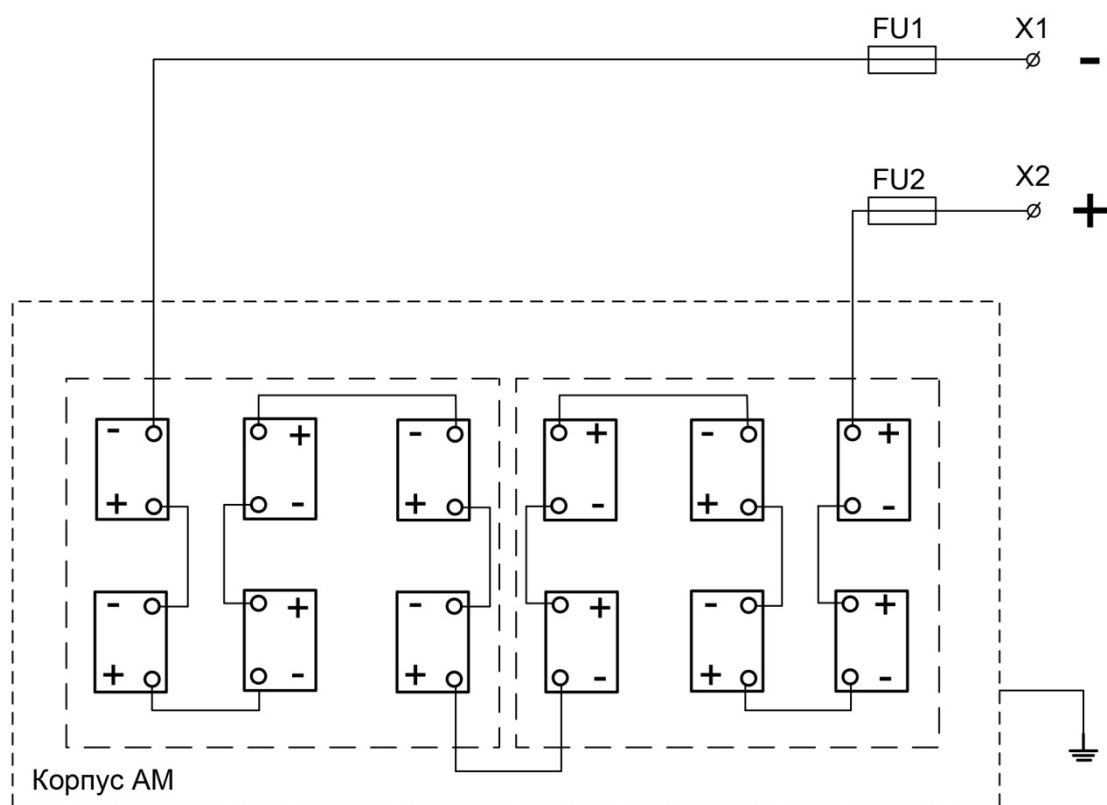 FU1 X1
-
FU2 X2
+
- + - + - +
+ - + - + -
- + - + - +
+ - + - + -
Корпус АМ